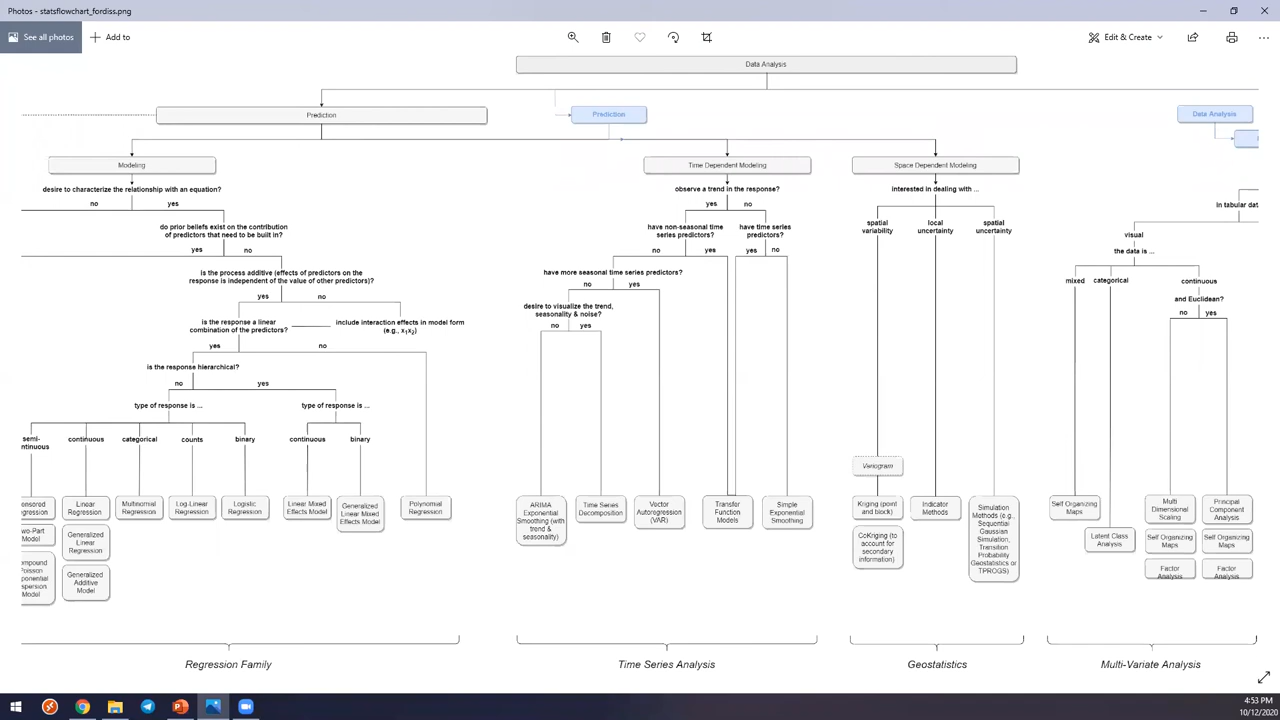 Photos - statsflowchart_fordiss.png
See all photos
Add to
Edit & Create
Data Analysis
Prediction
Prediction
Data Analysis
Modeling
Time Dependent Modeling
Space Dependent Modeling
desire to characterize the relationship with an equation?
no yes
do prior beliefs exist on the contribution
of predictors that need to be built in?
yes no
is the process additive (effects of predictors on the
response is independent of the value of other predictors)?
yes no
is the response a linear
combination of the predictors?
include interaction effects in model form
(e.g., x₁x₂)
yes no
is the response hierarchical?
no yes
type of response is ...
type of response is ...
semi-
ntinuous
continuous
categorical
counts
binary
continuous
binary
nsored
gression
wo-Part
Model
mpound
Poisson
ponential
spersion
Model
Linear
Regression
Generalized
Linear
Regression
Generalized
Additive
Model
Multinomial
Regression
Log-Linear
Regression
Logistic
Regression
Linear Mixed
Effects Model
Generalized
Linear Mixed
Effects Model
Polynomial
Regression
Regression Family
observe a trend in the response?
yes no
have non-seasonal time
series predictors?
have time series
predictors?
no yes
yes no
have more seasonal time series predictors?
no yes
desire to visualize the trend,
seasonality & noise?
no yes
ARIMA
Exponential
Smoothing (with
trend &
seasonality)
Time Series
Decomposition
Vector
Autoregression
(VAR)
Transfer
Function
Models
Simple
Exponential
Smoothing
Time Series Analysis
interested in dealing with ...
spatial
variability
local
uncertainty
spatial
uncertainty
Variogram
Kriging (point
and block)
CoKriging (to
account for
secondary
information)
Indicator
Methods
Simulation
Methods (e.g.,
Sequential
Gaussian
Simulation,
Transition
Probability
Geostatistics or
TPROGS)
Geostatistics
in tabular dat
visual
the data is ...
mixed
categorical
continuous
and Euclidean?
no yes
Self Organizing
Maps
Latent Class
Analysis
Multi
Dimensional
Scaling
Self Organizing
Maps
Factor
Analysis
Principal
Component
Analysis
Self Organizing
Maps
Factor
Analysis
Multi-Variate Analysis
4:53 PM
10/12/2020